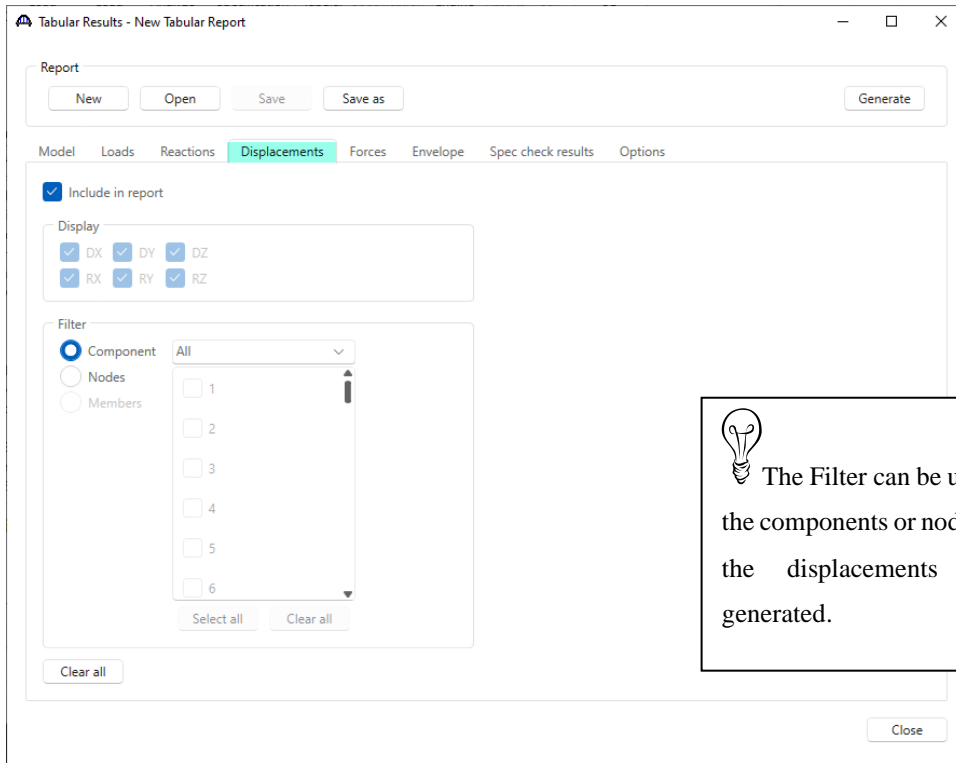 Tabular Results - New Tabular Report
Report
New Open Save Save as Generate
Model Loads Reactions Displacements Forces Envelope Spec check results Options
Include in report
Display
DX DY DZ
RX RY RZ
Filter
Component All
Nodes
Members
1
2
3
4
5
6
Select all Clear all
Clear all
The Filter can be
the components or
the displacements
generated.
Close